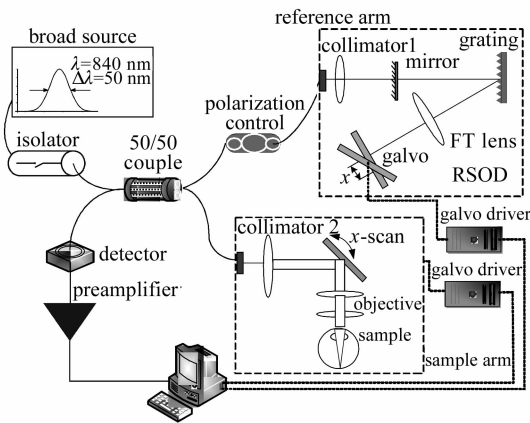 reference arm
broad source
λ=840 nm
Δλ=50 nm
isolator
50/50
couple
polarization
control
collimator1
mirror
grating
FT lens
galvo
x
RSOD
galvo driver
detector
preamplifier
collimator 2
x-scan
objective
sample
galvo driver
sample arm